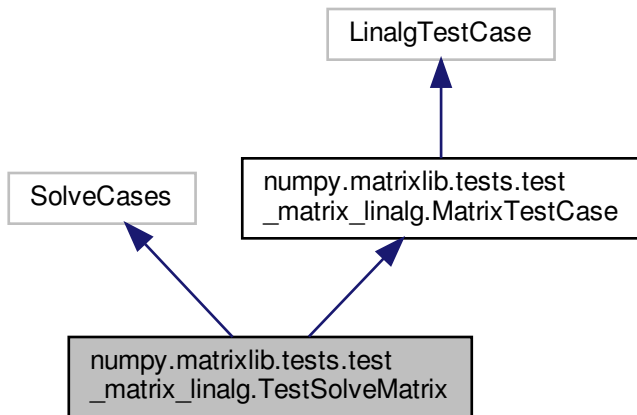 LinalgTestCase
SolveCases
numpy.matrixlib.tests.test
_matrix_linalg.MatrixTestCase
numpy.matrixlib.tests.test
_matrix_linalg.TestSolveMatrix